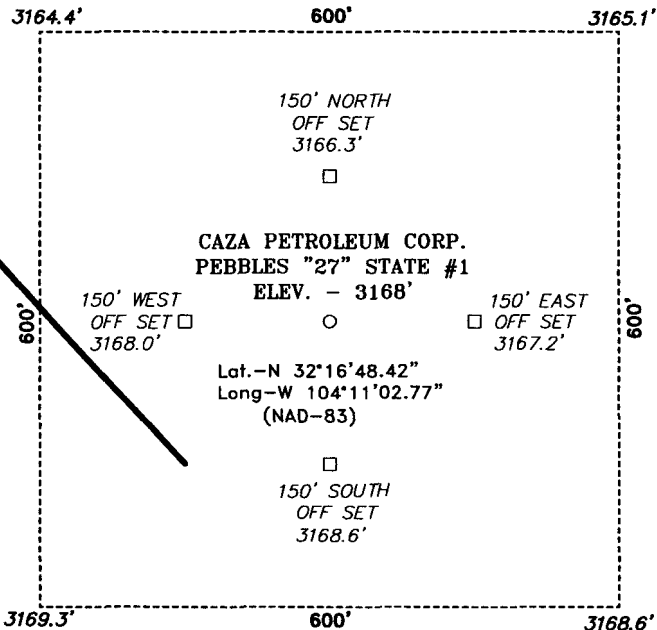 3164.4' 600' 3165.1'
150' NORTH
OFF SET
3166.3'
CAZA PETROLEUM CORP.
PEBBLES "27" STATE #1
ELEV. - 3168'
150' WEST
OFF SET
3168.0'
600'
150' EAST
OFF SET
3167.2'
600'
Lat.-N 32°16'48.42"
Long-W 104°11'02.77"
(NAD-83)
150' SOUTH
OFF SET
3168.6'
3169.3' 600' 3168.6'